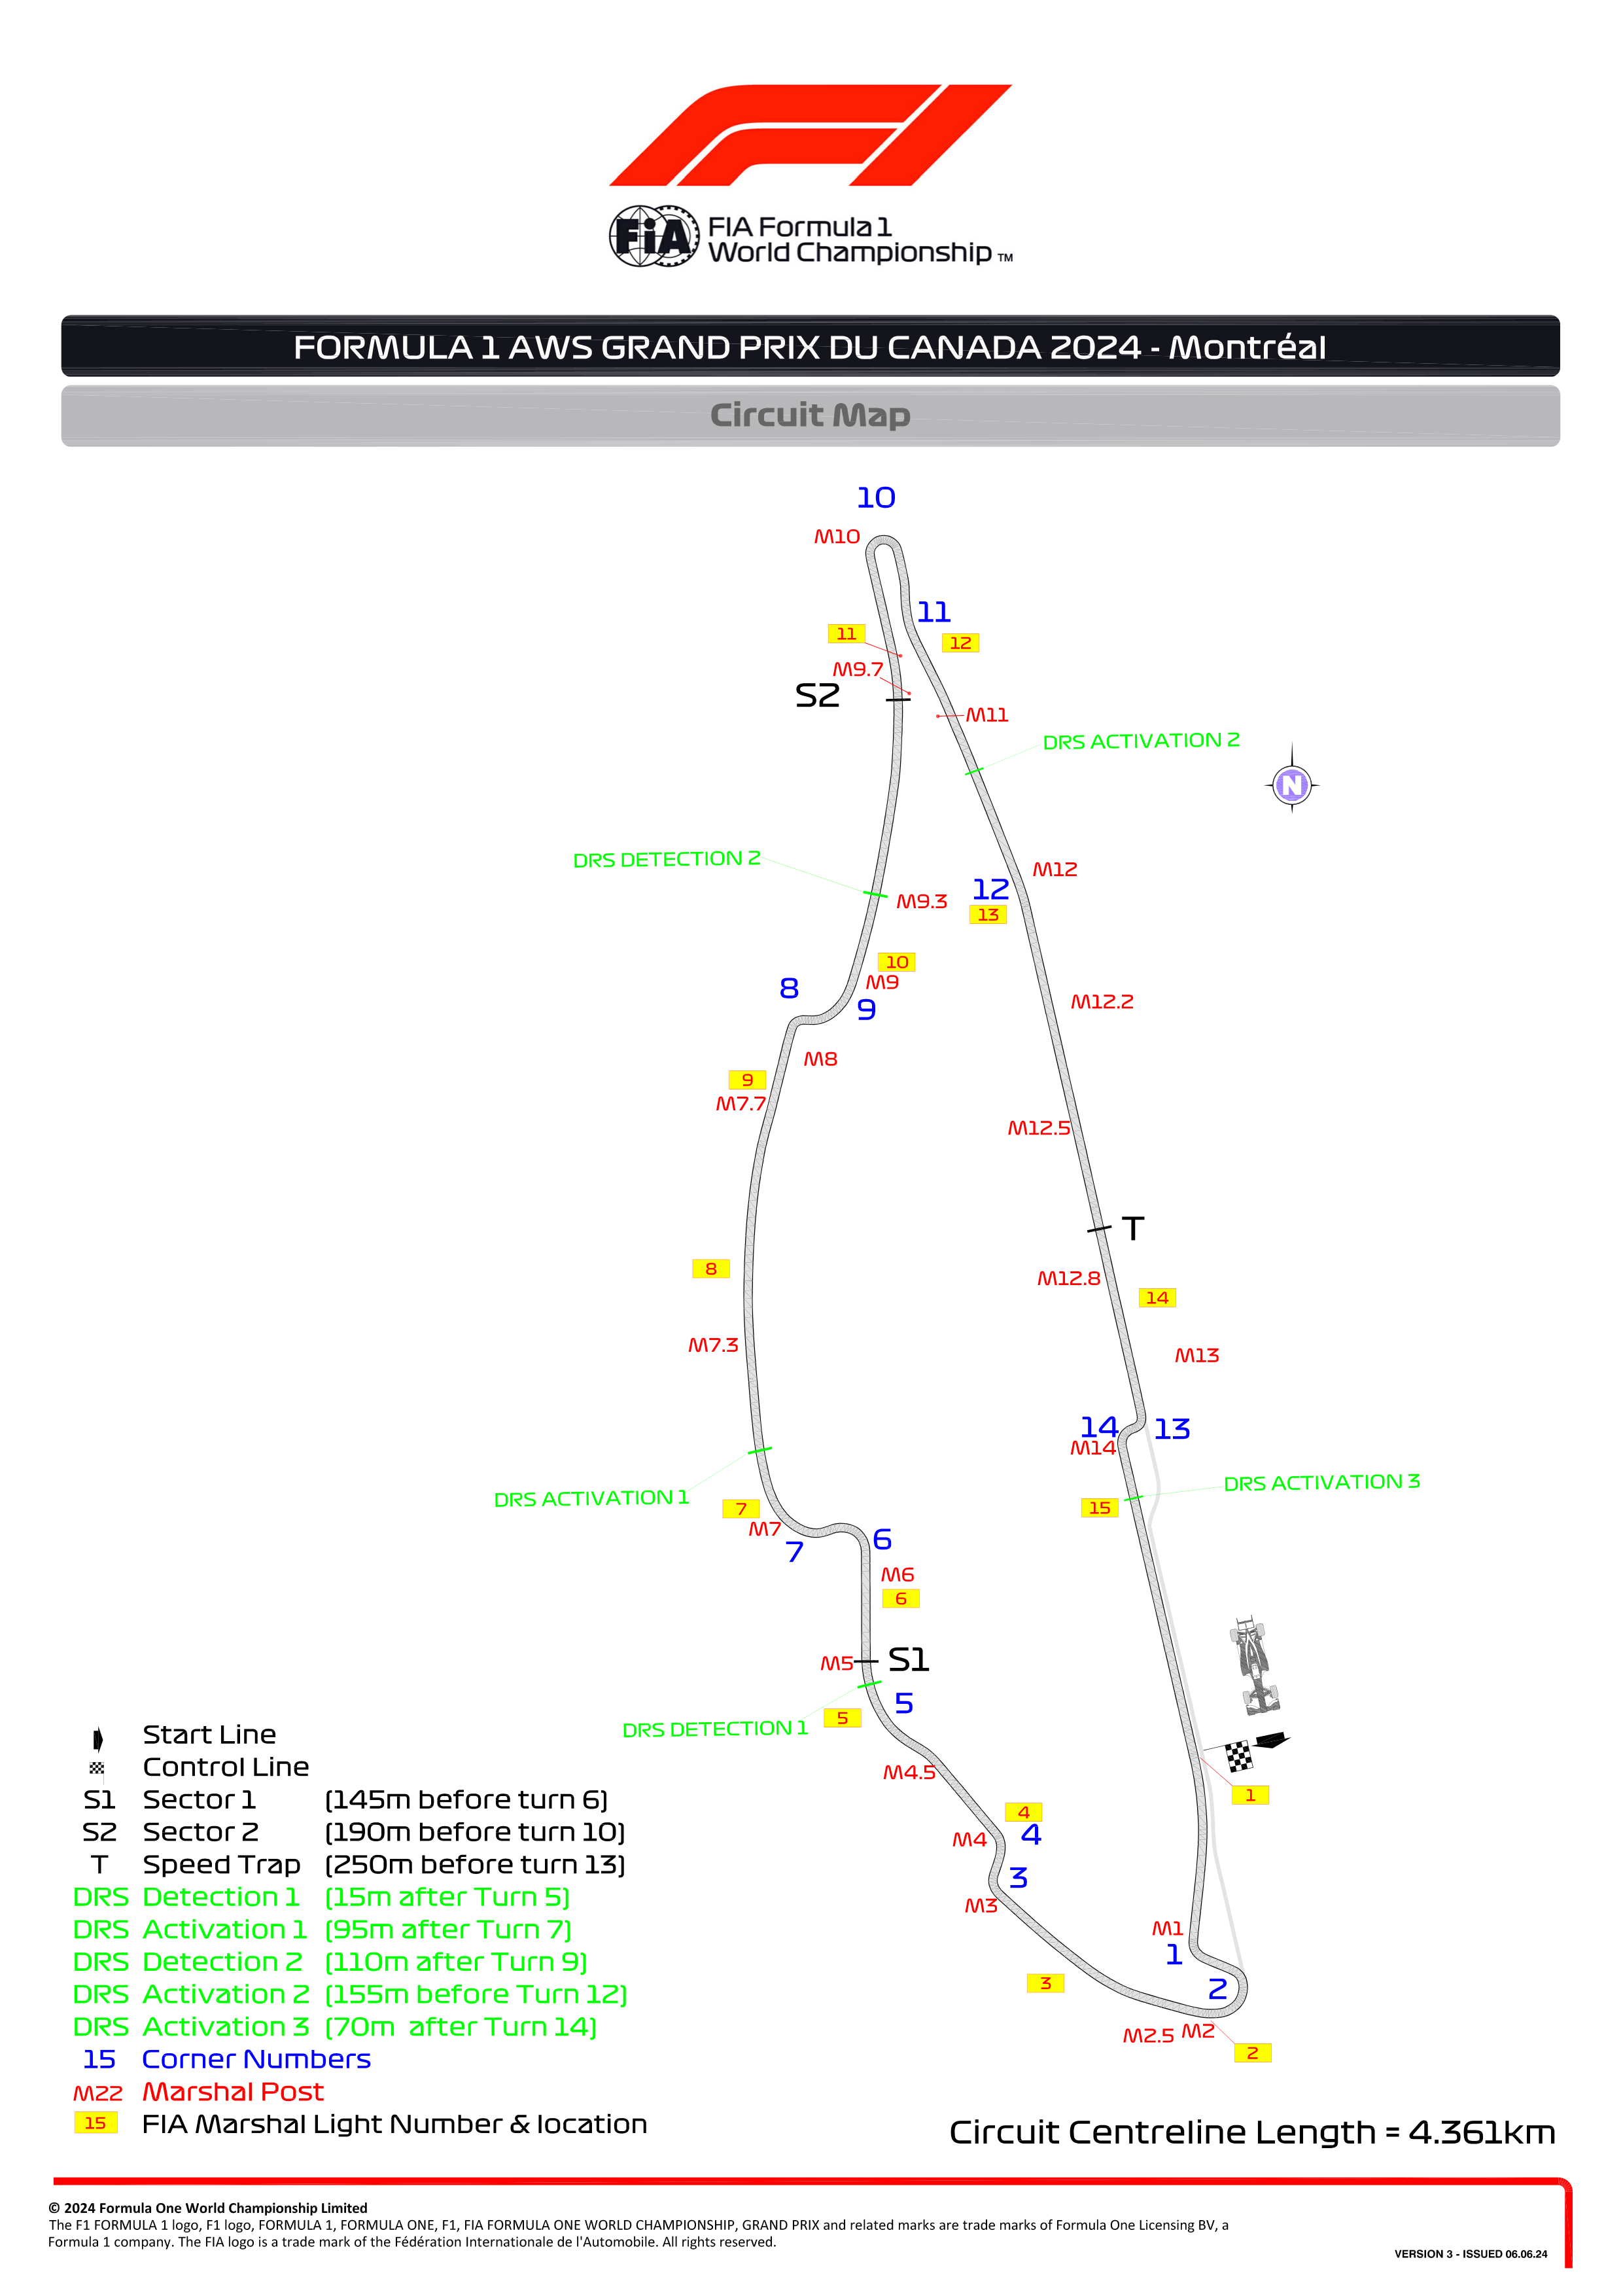 FiA FIA Formula 1
World Championship ™
FORMULA 1 AWS GRAND PRIX DU CANADA 2024 - Montréal
Circuit Map
10
M10
11
11
12
M9.7
S2
M11
DRS ACTIVATION 2
N
DRS DETECTION 2
M12
12
M9.3
13
10
M9
8
9
M12.2
M8
9
M7.7
M12.5
T
8
M12.8
14
M7.3
M13
14
13
M14
DRS ACTIVATION 3
DRS ACTIVATION 1
7
15
M7
7
6
M6
6
M5
S1
5
5
DRS DETECTION 1
M4.5
1
4
M4
4
3
M3
M1
1
3
2
M2.5
M2
2
Start Line
Control Line
S1 Sector 1 (145m before turn 6)
S2 Sector 2 (190m before turn 10)
T Speed Trap (250m before turn 13)
DRS Detection 1 (15m after Turn 5)
DRS Activation 1 (95m after Turn 7)
DRS Detection 2 (110m after Turn 9)
DRS Activation 2 (155m before Turn 12)
DRS Activation 3 (70m after Turn 14)
15 Corner Numbers
M22 Marshal Post
15 FIA Marshal Light Number & location
Circuit Centreline Length = 4.361km
© 2024 Formula One World Championship Limited
The F1 FORMULA 1 logo, F1 logo, FORMULA 1, FORMULA ONE, F1, FIA FORMULA ONE WORLD CHAMPIONSHIP, GRAND PRIX and related marks are trade marks of Formula One Licensing BV, a
Formula 1 company. The FIA logo is a trade mark of the Fédération Internationale de l'Automobile. All rights reserved.
VERSION 3 - ISSUED 06.06.24